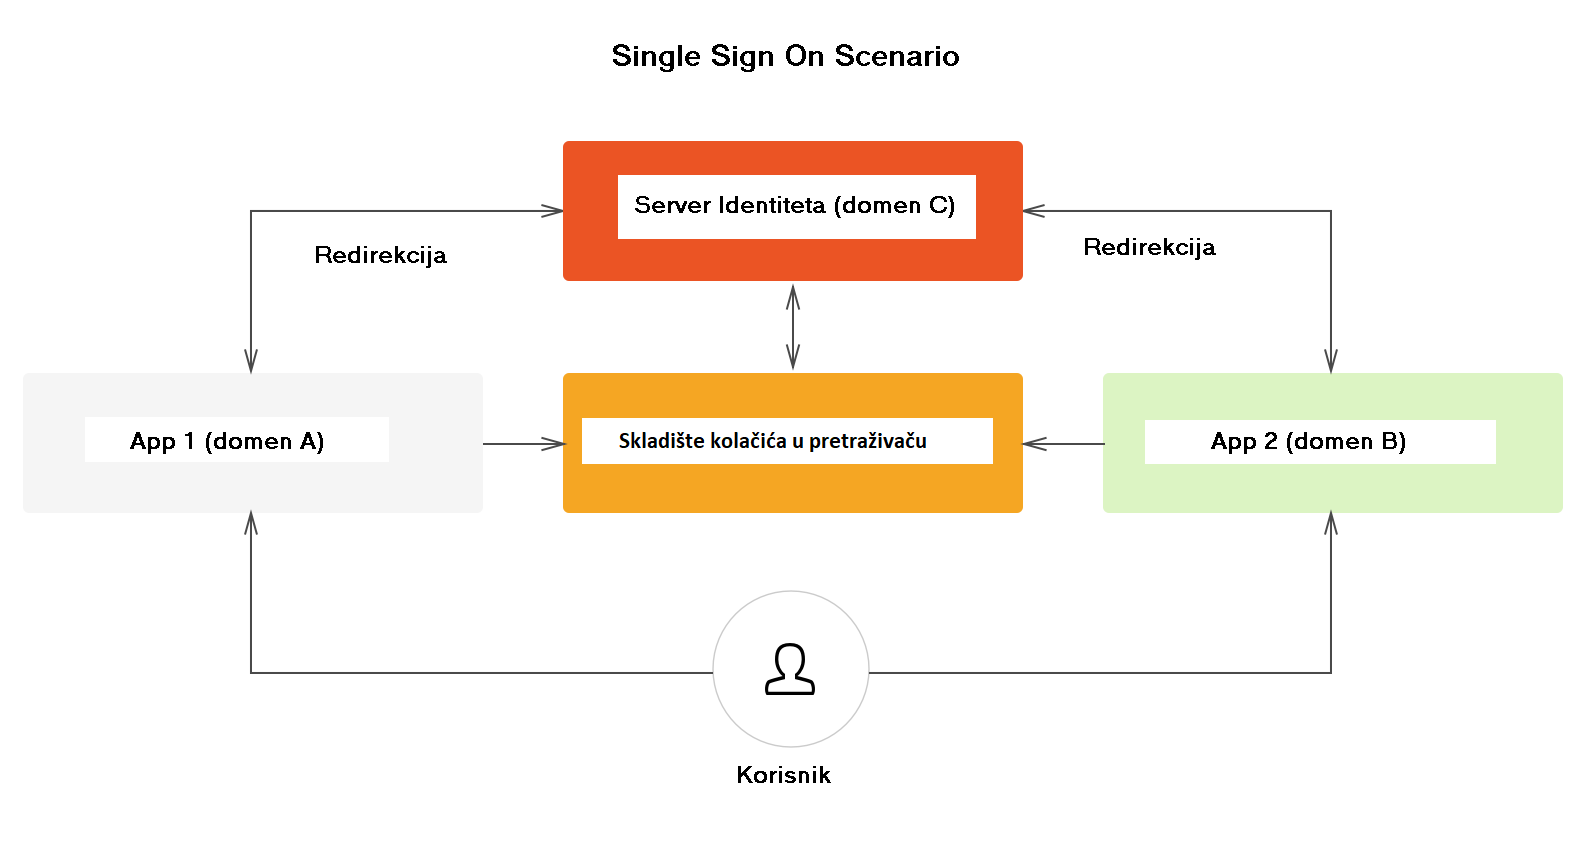 Single Sign On Scenario
Server Identiteta (domen C)
Redirekcija
Redirekcija
App 1 (domen A)
Skladište kolačića u pretraživaču
App 2 (domen B)
Korisnik